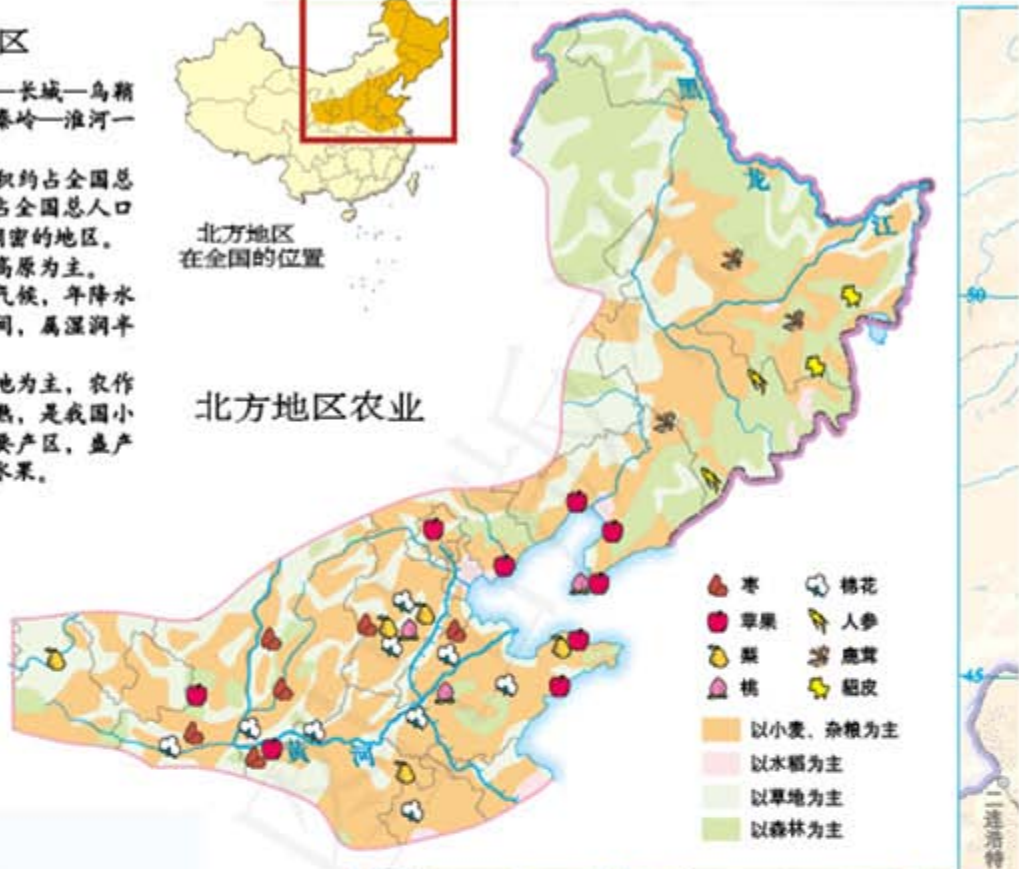 区
—长城—乌鞘
秦岭—淮河一
积约占全国总
占全国总人口
稠密的地区。
高原为主。
气候，年降水
间，属湿润半
地为主，农作
熟，是我国小
要产区，盛产
水果。
北方地区
在全国的位置
北方地区农业
黑
龙
江
黄
河
枣
棉花
苹果
人参
梨
鹿茸
桃
貂皮
以小麦、杂粮为主
以水稻为主
以草地为主
以森林为主
50
45
二连浩特